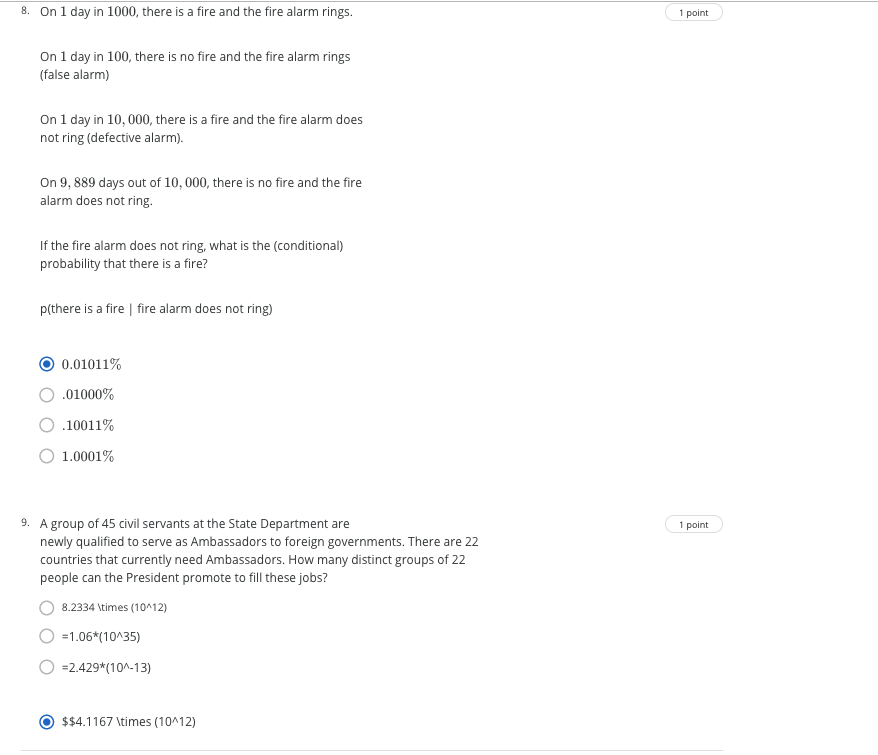 8. On 1 day in 1000, there is a fire and the fire alarm rings.
1 point
On 1 day in 100, there is no fire and the fire alarm rings
(false alarm)
On 1 day in 10, 000, there is a fire and the fire alarm does
not ring (defective alarm).
On 9, 889 days out of 10, 000, there is no fire and the fire
alarm does not ring.
If the fire alarm does not ring, what is the (conditional)
probability that there is a fire?
p(there is a fire | fire alarm does not ring)
0.01011%
.01000%
.10011%
1.0001%
9. A group of 45 civil servants at the State Department are
1 point
newly qualified to serve as Ambassadors to foreign governments. There are 22
countries that currently need Ambassadors. How many distinct groups of 22
people can the President promote to fill these jobs?
8.2334 \times (10^12)
=1.06*(10^35)
=2.429*(10^-13)
$$4.1167 \times (10^12)